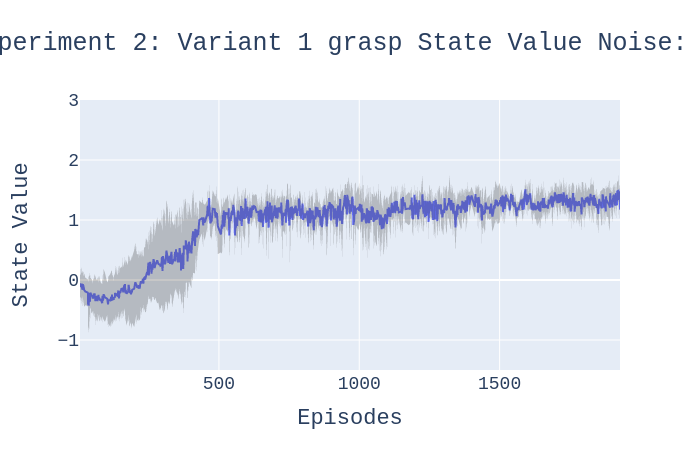 periment 2: Variant 1 grasp State Value Noise:
3
2
1
0
−1
State Value
500 1000 1500
Episodes